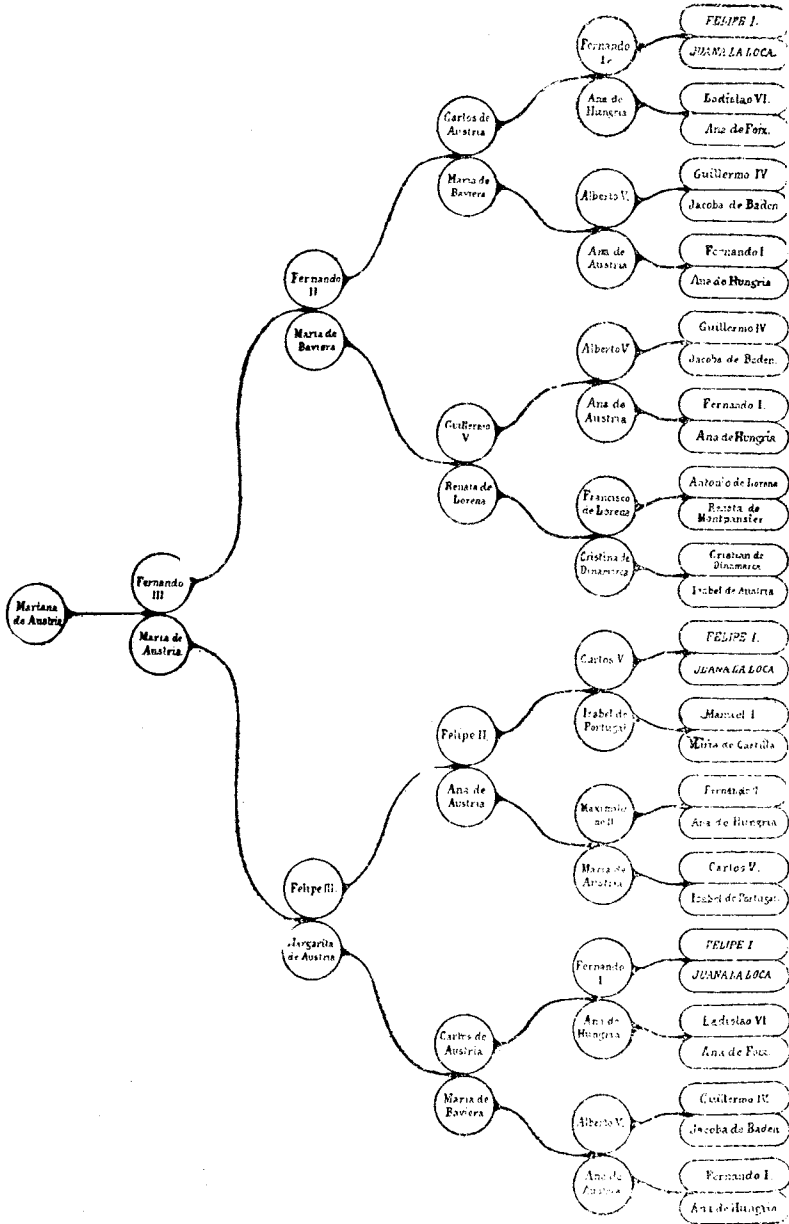 FELIPE I.
JUANA LA LOCA.
Fernando
I.
Ana de
Hungria
Ladislao VI.
Ana de Foix.
Carlos de
Austria
Maria de
Baviera
Guillermo IV
Jacoba de Baden
Alberto V.
Ana de
Austria
Fernando I
Ana de Hungria
Fernando
II
Maria de
Baviera
Guillermo IV
Jacoba de Baden.
Alberto V
Ana de
Austria
Fernando I.
Ana de Hungria
Guillermo
V
Renata de
Lorena
Antonio de Lorena
Renata de
Montpansier
Francisco
de Lorena
Cristina de
Dinamarca
Cristian de
Dinamarca
Isabel de Austria
Mariana
de Austria
Fernando
III
Maria de
Austria
FELIPE I.
JUANA LA LOCA
Carlos V
Isabel de
Portugal
Manuel I
Maria de Castilla
Felipe II.
Ana de
Austria
Fernando I
Ana de Hungria
Maximilia
no II
Maria de
Austria
Carlos V.
Isabel de Portugal
Felipe III.
Margarita
de Austria
FELIPE I
JUANA LA LOCA
Fernando
I
Ana de
Hungria
Ladislao VI
Ana de Foix.
Carlos de
Austria
Maria de
Baviera
Guillermo IV.
Jacoba de Baden
Alberto V.
Ana de
Austria
Fernando I.
Ana de Hungria